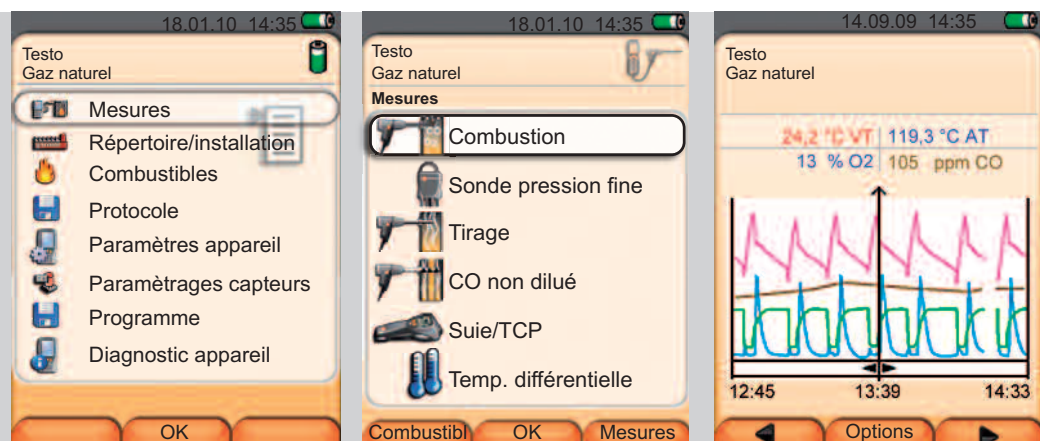 18.01.10 14:35
Testo
Gaz naturel
Mesures
Répertoire/installation
Combustibles
Protocole
Paramètres appareil
Paramètrages capteurs
Programme
Diagnostic appareil
OK
18.01.10 14:35
Testo
Gaz naturel
Mesures
Combustion
Sonde pression fine
Tirage
CO non dilué
Suie/TCP
Temp. différentielle
Combustibl OK Mesures
14.09.09 14:35
Testo
Gaz naturel
24,2 °C VT 119,3 °C AT
13 % O2 105 ppm CO
12:45 13:39 14:33
Options